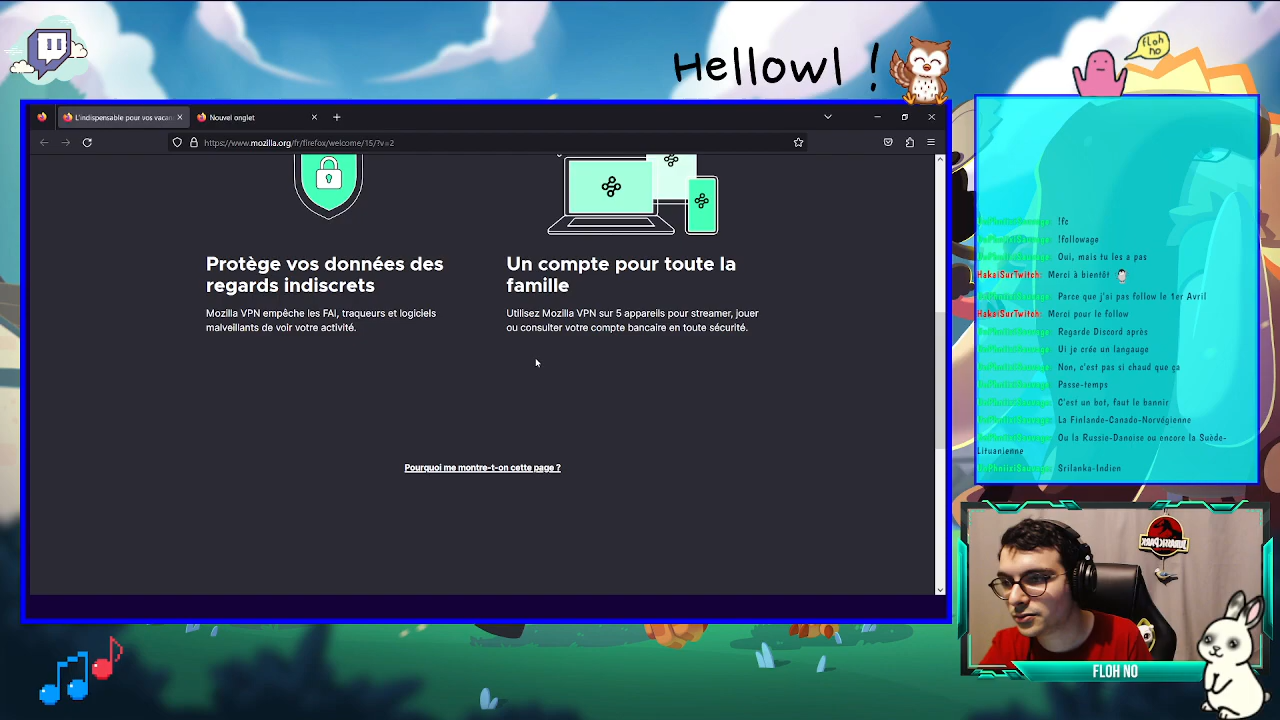 Hellowl !
floh
no
L'indispensable pour vos vacan
Nouvel onglet
https://www.mozilla.org/fr/firefox/welcome/15/?v=2
Protège vos données des
regards indiscrets
Mozilla VPN empêche les FAI, traqueurs et logiciels
malveillants de voir votre activité.
Un compte pour toute la
famille
Utilisez Mozilla VPN sur 5 appareils pour streamer, jouer
ou consulter votre compte bancaire en toute sécurité.
Pourquoi me montre-t-on cette page ?
!fc
!followage
Oui, mais tu les a pas
HakaiSurTwitch: Merci à bientôt
Parce que j'ai pas follow le 1er Avril
HakaiSurTwitch: Merci pour le follow
Regarde Discord après
Ui je crée un langauge
Non, c'est pas si chaud que ça
Passe-temps
C'est un bot, faut le bannir
La Finlande-Canado-Norvégienne
Ou la Russie-Danoise ou encore la Suède-
Lituanienne
Srilanka-Indien
FLOH NO